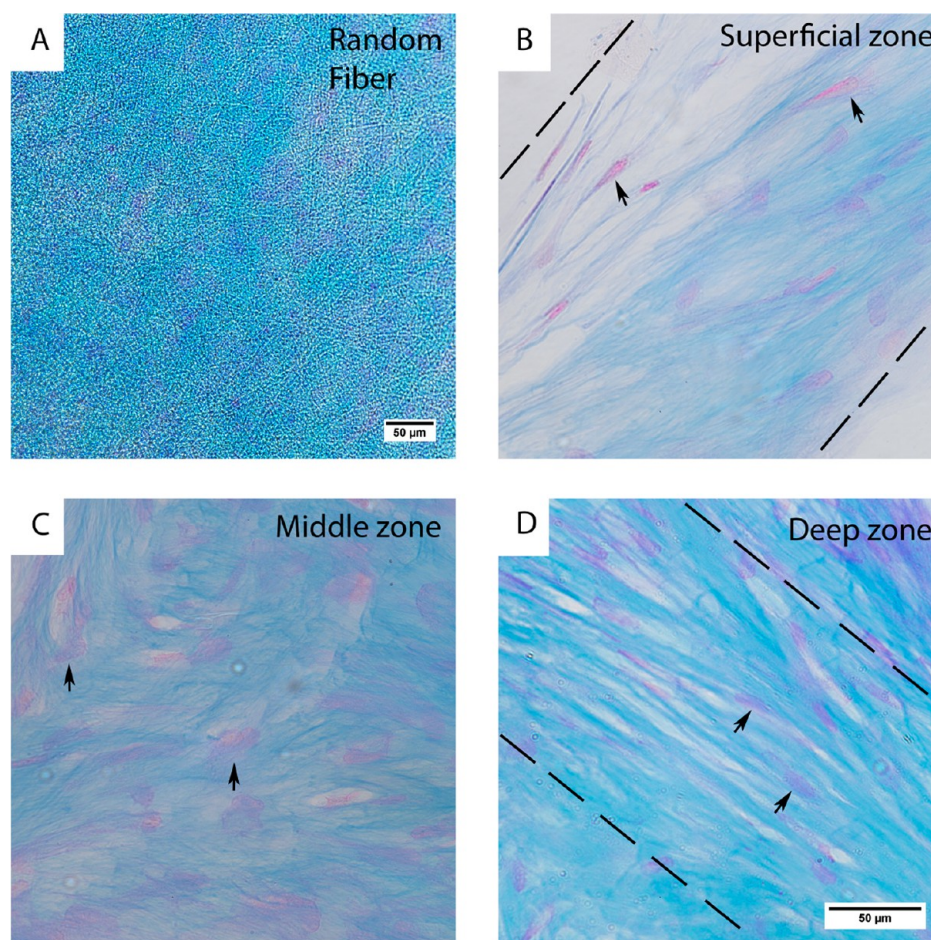 A
Random
Fiber
50 µm
B
Superficial zone
C
Middle zone
D
Deep zone
50 µm